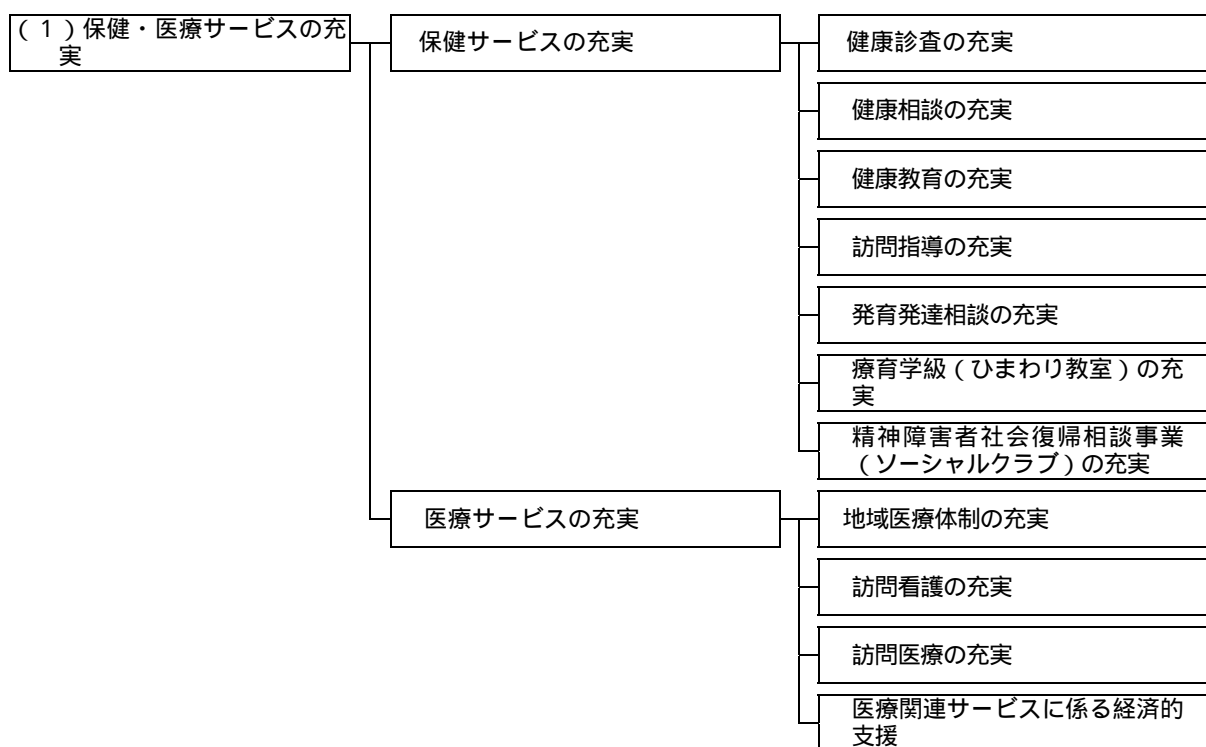 (１)保健・医療サービスの充
実
保健サービスの充実
健康診査の充実
健康相談の充実
健康教育の充実
訪問指導の充実
発育発達相談の充実
療育学級(ひまわり教室)の充
実
精神障害者社会復帰相談事業
(ソーシャルクラブ)の充実
医療サービスの充実
地域医療体制の充実
訪問看護の充実
訪問医療の充実
医療関連サービスに係る経済的
支援